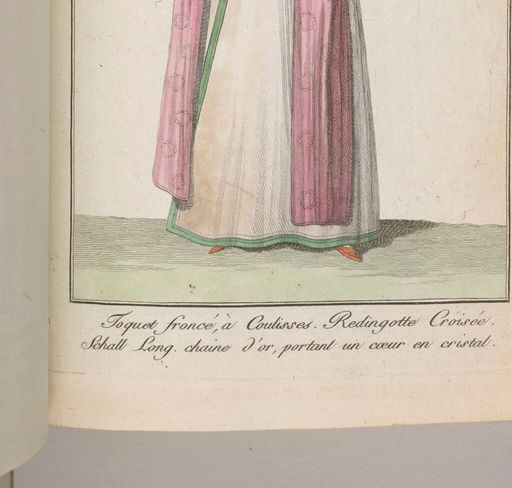 Toquet froncé, à Coulisses. Redingotte Croisée.
Schall Long. chaine d'or, portant un cœur en cristal.